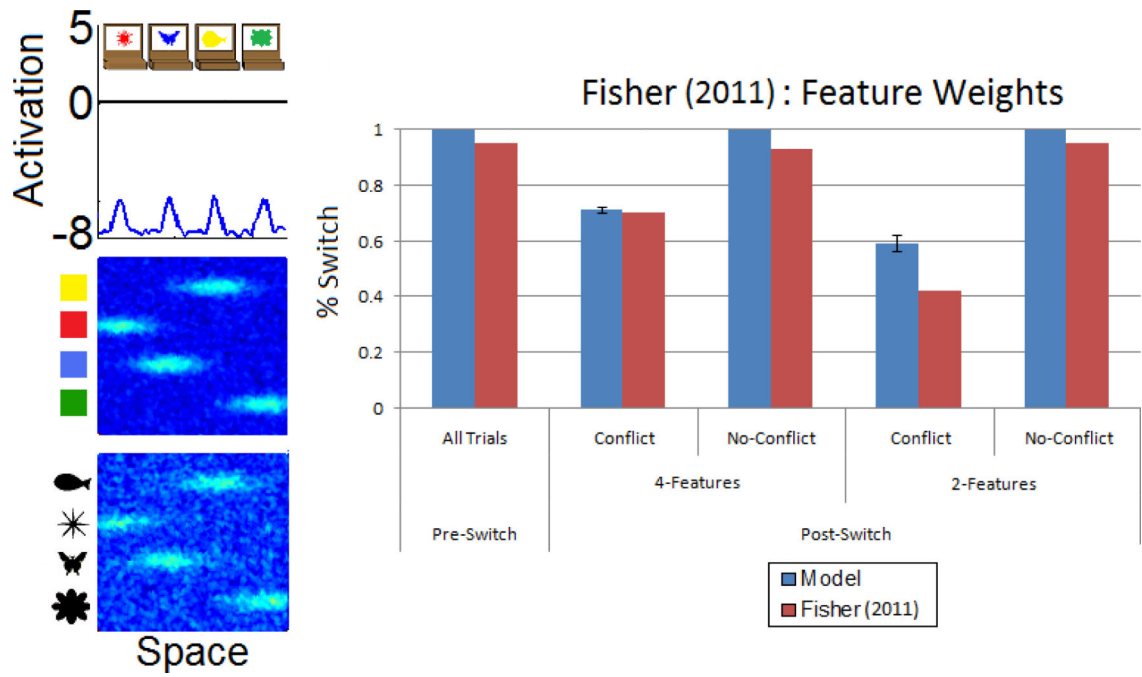 Activation
5
0
-8
Space
Fisher (2011) : Feature Weights
% Switch
1
0.8
0.6
0.4
0.2
0
All Trials
Conflict
No-Conflict
Conflict
No-Conflict
4-Features
2-Features
Pre-Switch
Post-Switch
Model
Fisher (2011)